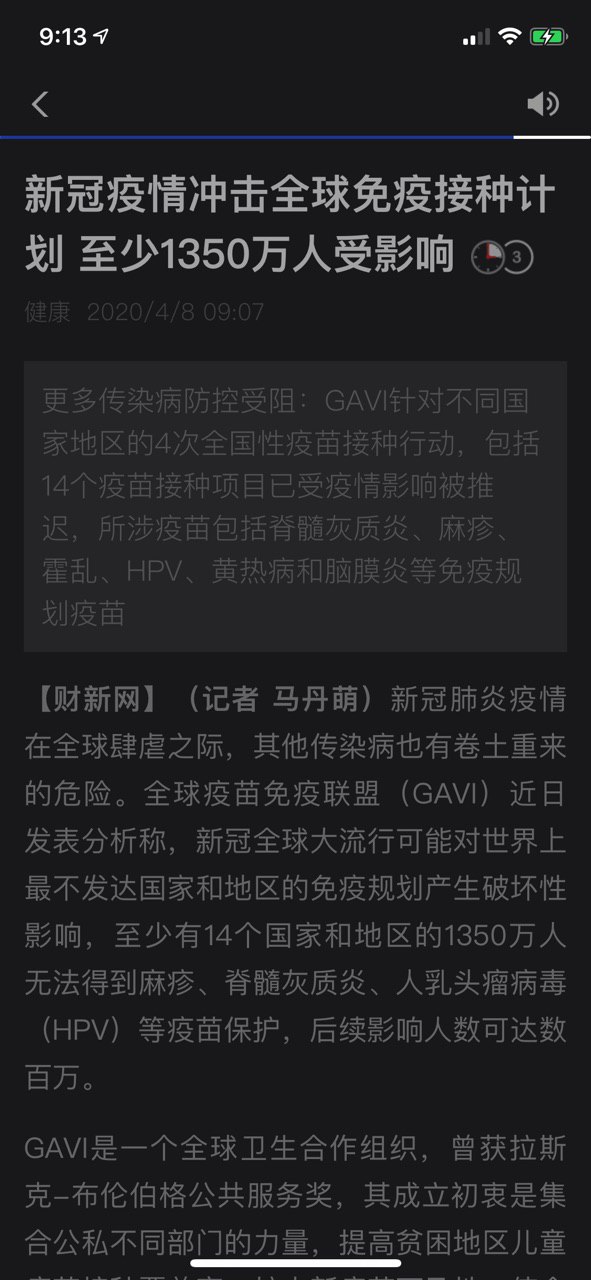 9:13
新冠疫情冲击全球免疫接种计
划 至少1350万人受影响 3
健康 2020/4/8 09:07
更多传染病防控受阻：GAVI针对不同国
家地区的4次全国性疫苗接种行动，包括
14个疫苗接种项目已受疫情影响被推
迟，所涉疫苗包括脊髓灰质炎、麻疹、
霍乱、HPV、黄热病和脑膜炎等免疫规
划疫苗
【财新网】（记者 马丹萌）新冠肺炎疫情
在全球肆虐之际，其他传染病也有卷土重来
的危险。全球疫苗免疫联盟（GAVI）近日
发表分析称，新冠全球大流行可能对世界上
最不发达国家和地区的免疫规划产生破坏性
影响，至少有14个国家和地区的1350万人
无法得到麻疹、脊髓灰质炎、人乳头瘤病毒
（HPV）等疫苗保护，后续影响人数可达数
百万。
GAVI是一个全球卫生合作组织，曾获拉斯
克–布伦伯格公共服务奖，其成立初衷是集
合公私不同部门的力量，提高贫困地区儿童